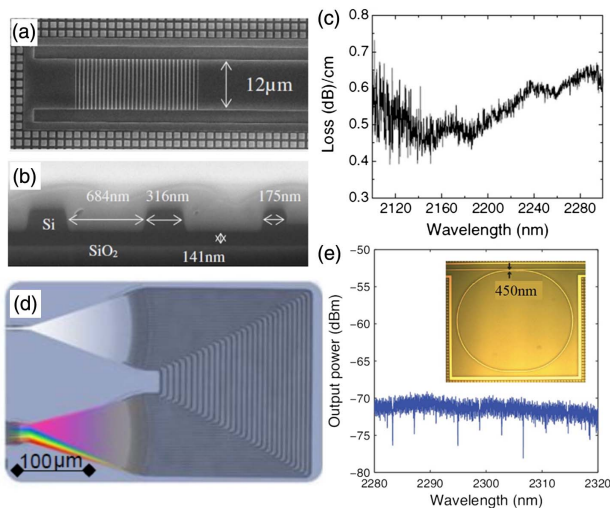 (a)
12μm
(b)
684nm
316nm
175nm
Si
SiO2
141nm
(c)
Loss (dB)/cm
0.8
0.7
0.6
0.5
0.4
0.3
2120
2160
2200
2240
2280
Wavelength (nm)
(d)
100μm
(e)
Output power (dBm)
-50
-55
-60
-65
-70
-75
-80
450nm
2280
2290
2300
2310
2320
Wavelength (nm)